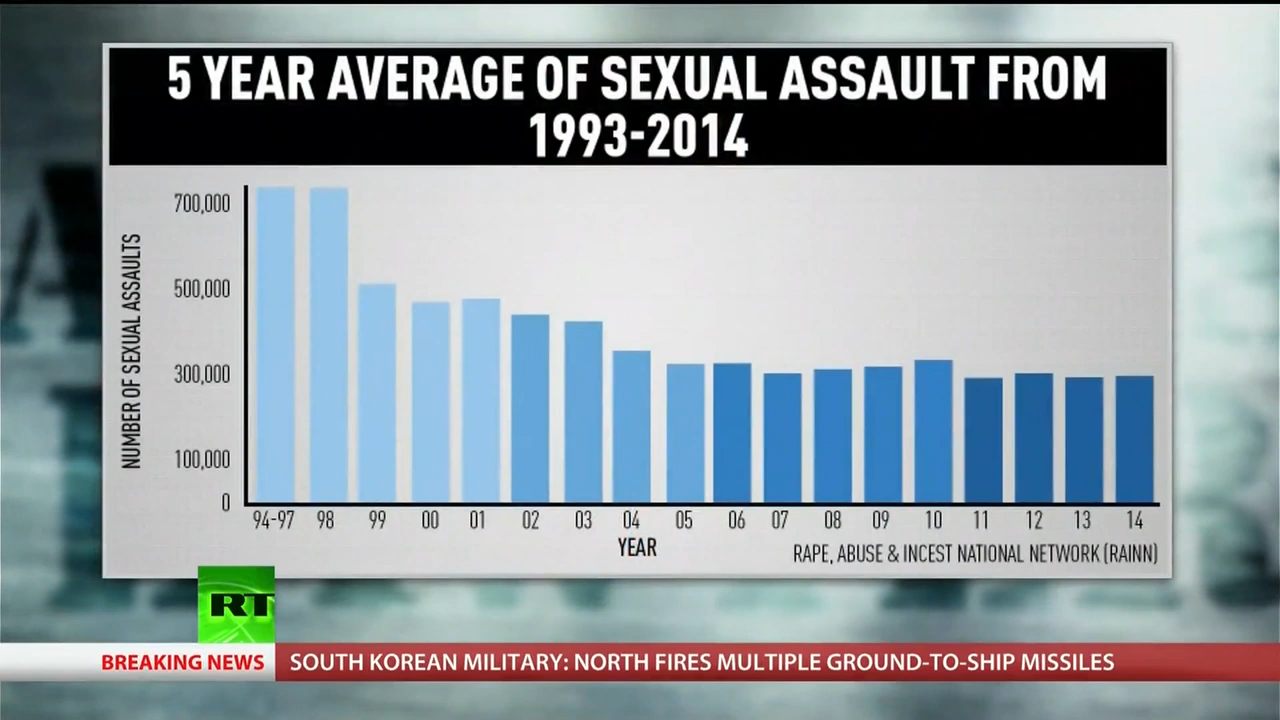 5 YEAR AVERAGE OF SEXUAL ASSAULT FROM
1993-2014
NUMBER OF SEXUAL ASSAULTS
700,000
500,000
300,000
100,000
0
94-97 98 99 00 01 02 03 04 05 06 07 08 09 10 11 12 13 14
YEAR
RAPE, ABUSE & INCEST NATIONAL NETWORK (RAINN)
RT
BREAKING NEWS SOUTH KOREAN MILITARY: NORTH FIRES MULTIPLE GROUND-TO-SHIP MISSILES